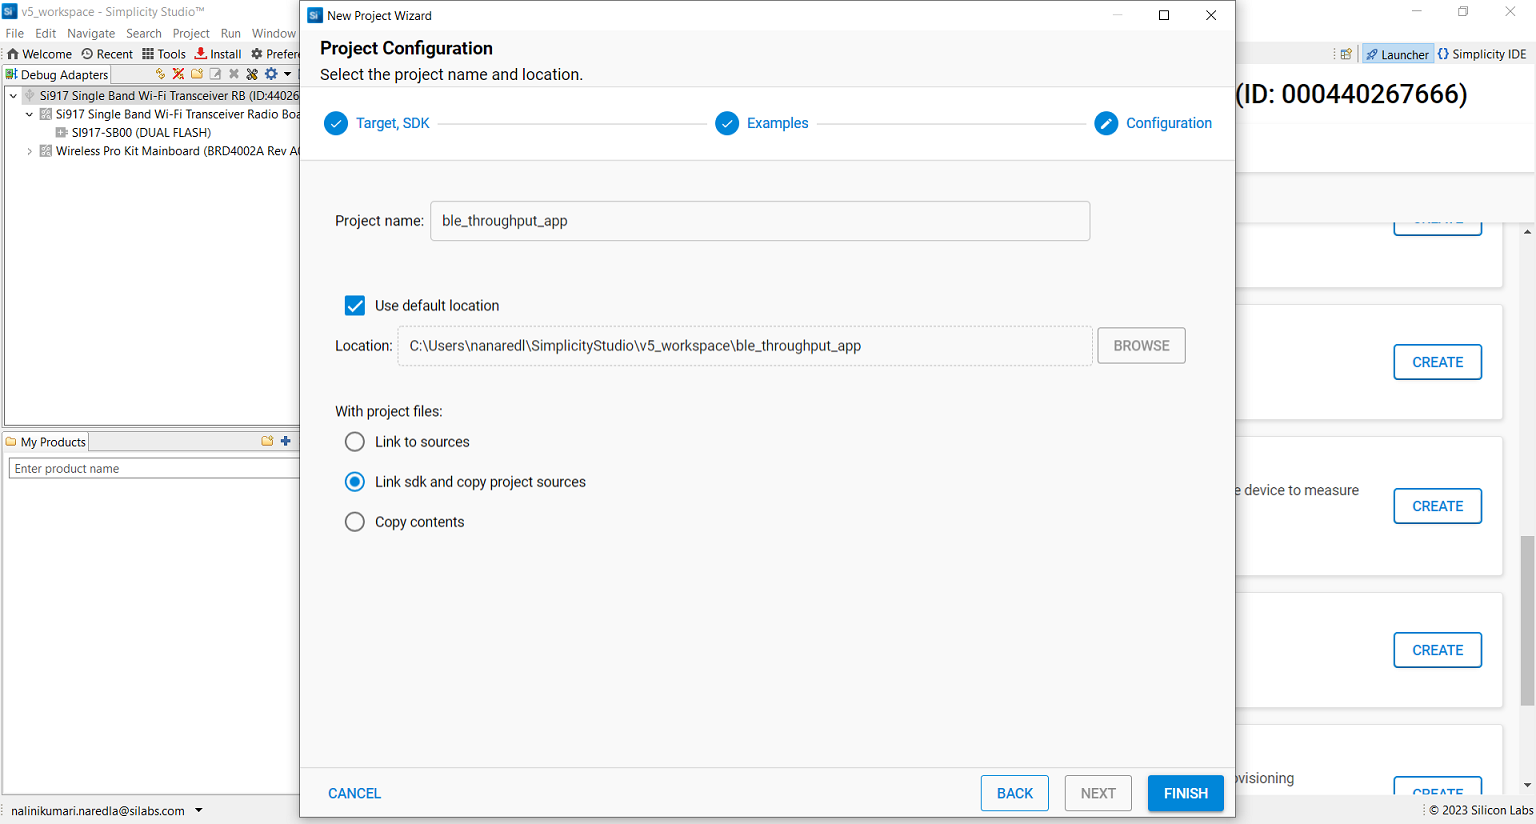 v5_workspace - Simplicity Studio™
File Edit Navigate Search Project Run Window
Welcome Recent Tools Install
Debug Adapters
Si917 Single Band Wi-Fi Transceiver RB (ID:44026
Si917 Single Band Wi-Fi Transceiver Radio
SI917-SB00 (DUAL FLASH)
Wireless Pro Kit Mainboard (BRD4002A Rev
My Products
Enter product name
nalinikumari.naredla@silabs.com
New Project Wizard
Project Configuration
Select the project name and location.
Target, SDK
Examples
Configuration
Project name: ble_throughput_app
Use default location
Location: C:\Users\nanaredl\SimplicityStudio\v5_workspace\ble_throughput_app BROWSE
With project files:
Link to sources
Link sdk and copy project sources
Copy contents
CANCEL BACK NEXT FINISH
Launcher Simplicity IDE
(ID: 000440267666)
CREATE
CREATE
e device to measure
CREATE
CREATE
ovisioning
CREATE
© 2023 Silicon Labs